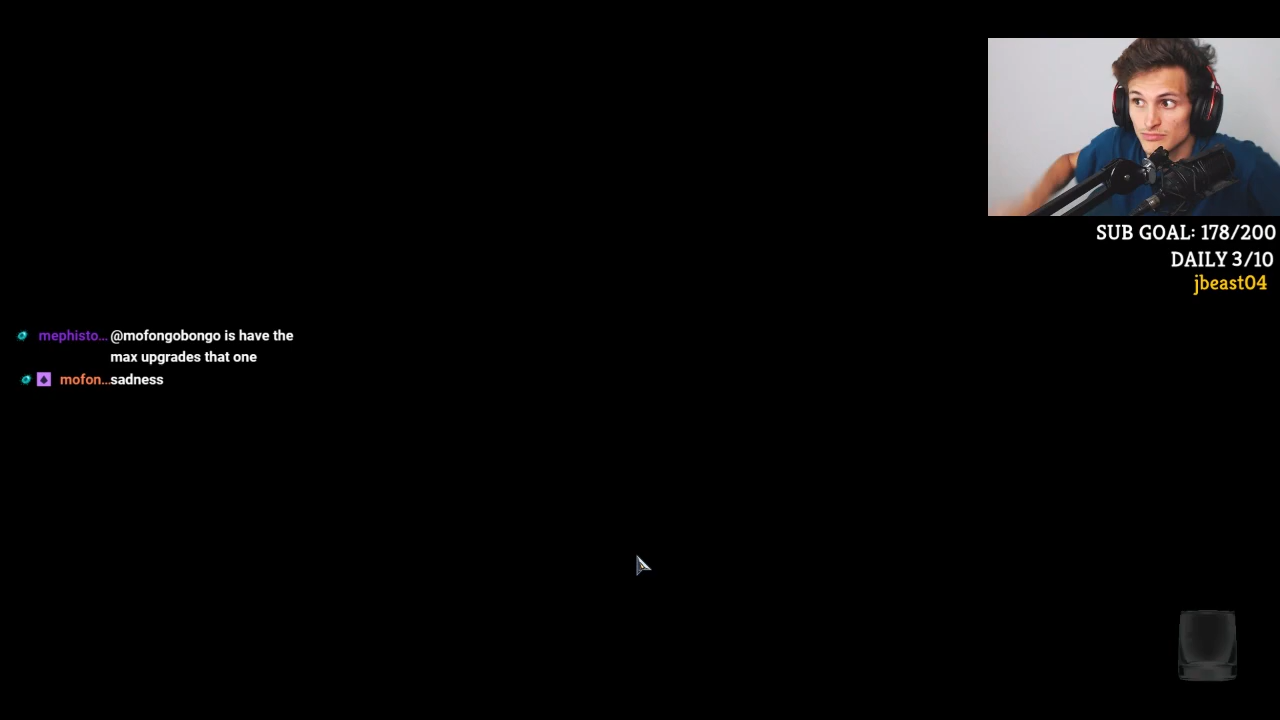 SUB GOAL: 178/200
DAILY 3/10
jbeast04
mephisto... @mofongobongo is have the
max upgrades that one
mofon...sadness